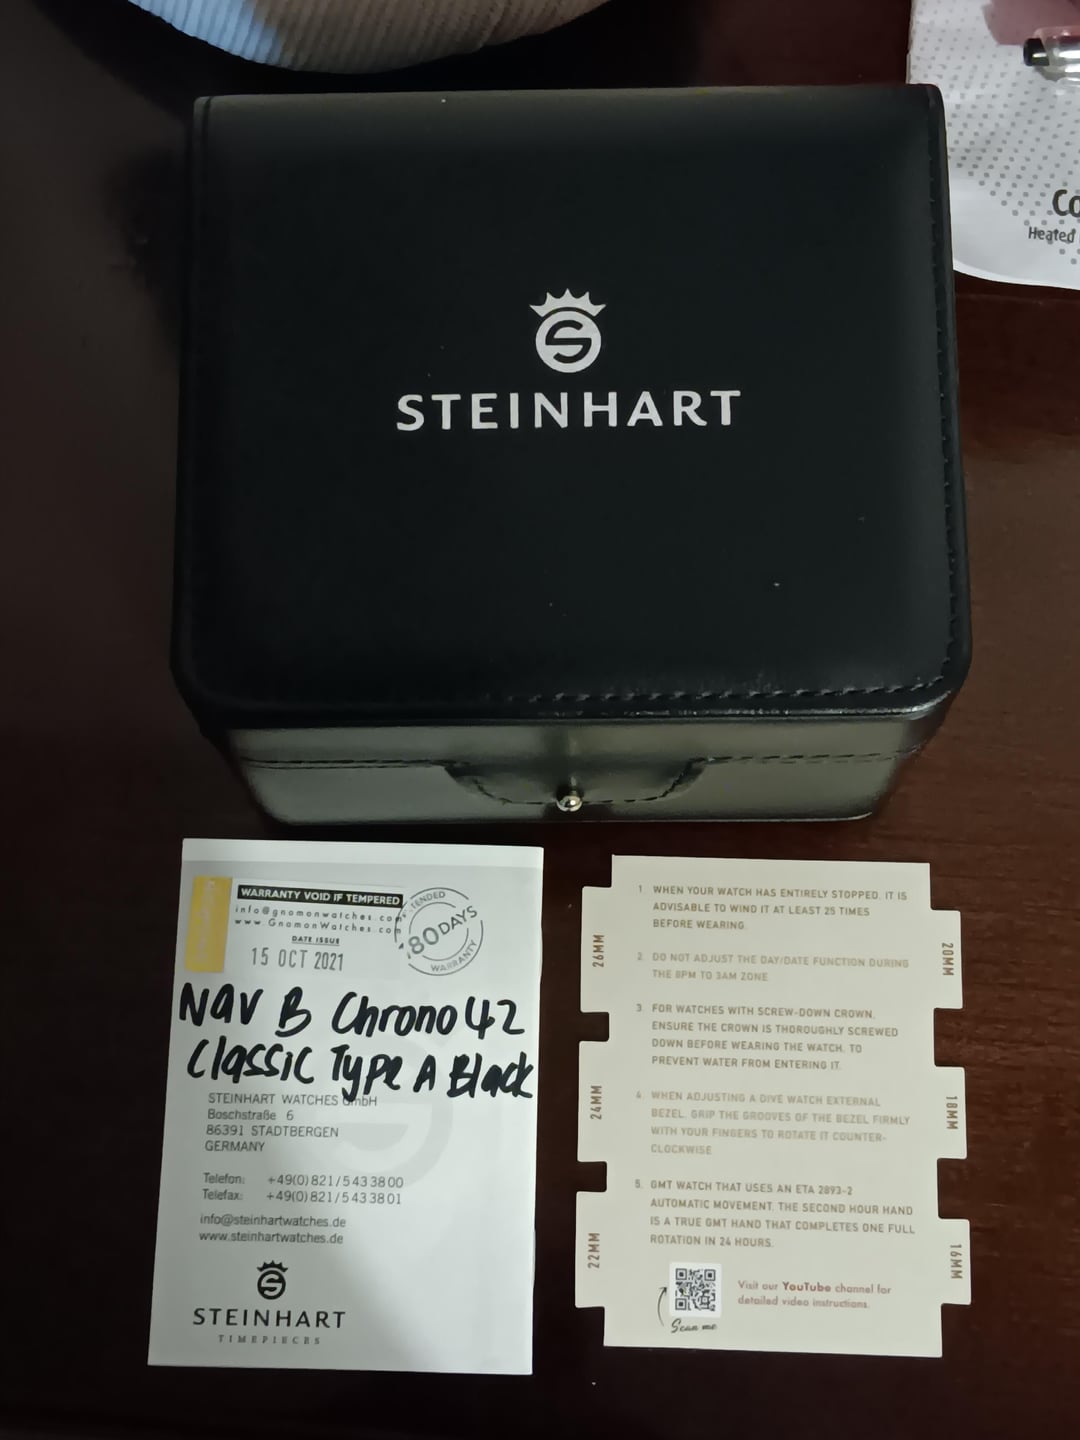 Co
Heated
STEINHART
WARRANTY VOID IF TEMPERED
info@gnomonwatches.com
www.GnomonWatches.com
DATE ISSUE
15 OCT 2021
80 DAYS
WARRANTY
NAV B Chrono 42
Classic Type A Black
STEINHART WATCHES GmbH
Boschstraße 6
86391 STADTBERGEN
GERMANY
Telefon: +49(0)821/5433800
Telefax: +49(0)821/5433801
info@steinhartwatches.de
www.steinhartwatches.de
STEINHART
TIMEPIECES
1. WHEN YOUR WATCH HAS ENTIRELY STOPPED, IT IS
ADVISABLE TO WIND IT AT LEAST 25 TIMES
BEFORE WEARING.
2. DO NOT ADJUST THE DAY/DATE FUNCTION DURING
THE 8PM TO 3AM ZONE.
3. FOR WATCHES WITH SCREW-DOWN CROWN,
ENSURE THE CROWN IS THOROUGHLY SCREWED
DOWN BEFORE WEARING THE WATCH, TO
PREVENT WATER FROM ENTERING IT.
4. WHEN ADJUSTING A DIVE WATCH EXTERNAL
BEZEL, GRIP THE GROOVES OF THE BEZEL FIRMLY
WITH YOUR FINGERS TO ROTATE IT COUNTER-
CLOCKWISE
5. GMT WATCH THAT USES AN ETA 2893-2
AUTOMATIC MOVEMENT, THE SECOND HOUR HAND
IS A TRUE GMT HAND THAT COMPLETES ONE FULL
ROTATION IN 24 HOURS.
Visit our YouTube channel for
detailed video instructions.
Scan me
26MM
24MM
22MM
20MM
18MM
16MM